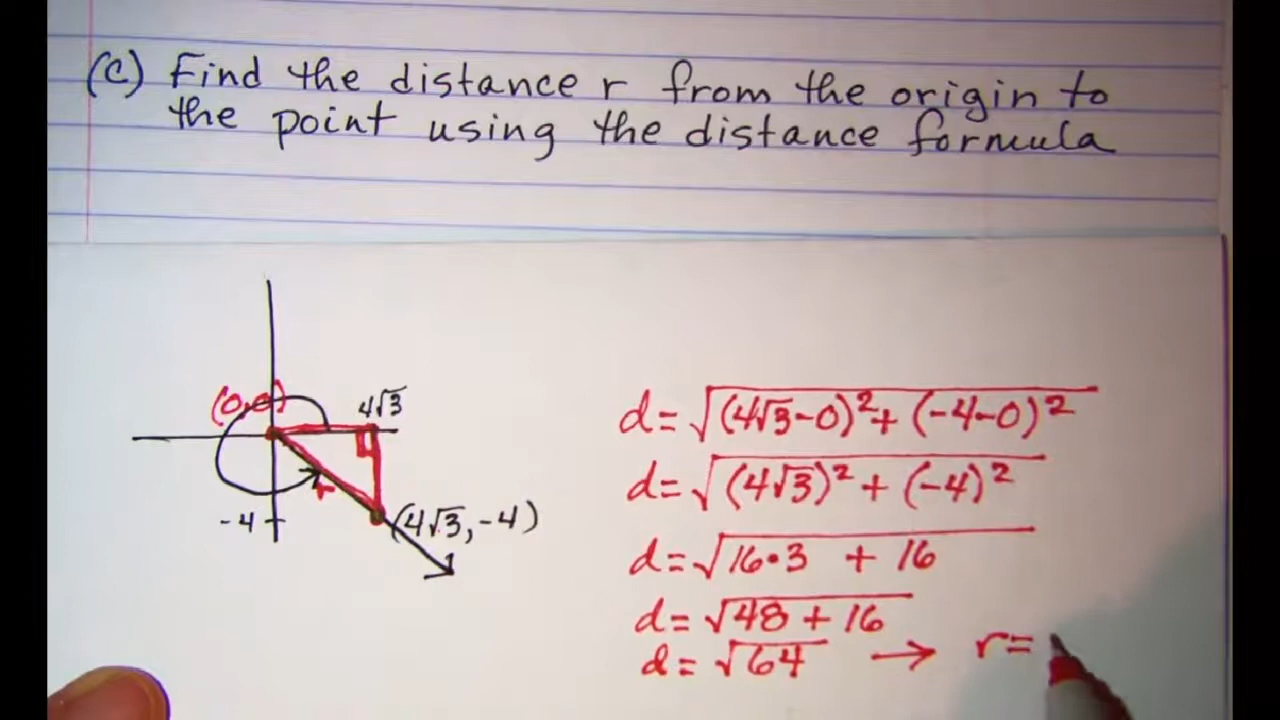 (c) Find the distance r from the origin to
the point using the distance formula
(0,0)
4√3
r
-4
(4√3, -4)
d = √(4√3-0)² + (-4-0)²
d = √(4√3)² + (-4)²
d = √16•3 + 16
d = √48 + 16
d = √64 → r =